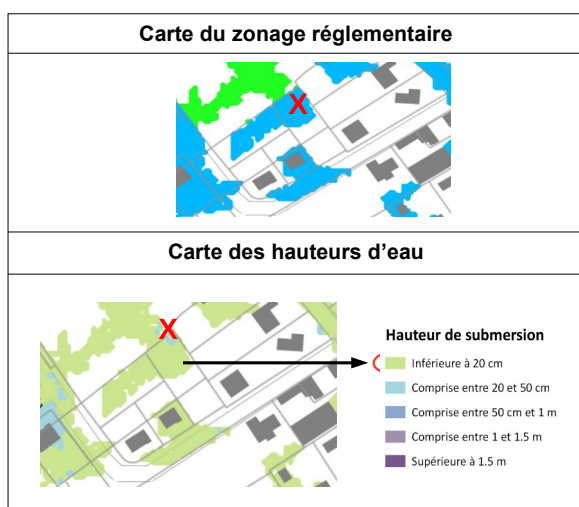 Carte du zonage réglementaire
X
Carte des hauteurs d'eau
X
Hauteur de submersion
Inférieure à 20 cm
Comprise entre 20 et 50 cm
Comprise entre 50 cm et 1 m
Comprise entre 1 et 1.5 m
Supérieure à 1.5 m